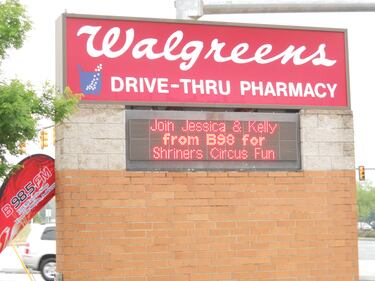 Walgreens
DRIVE-THRU PHARMACY
Join Jessica & Kelly
from B98 for
Shriners Circus Fun
B98.5FM